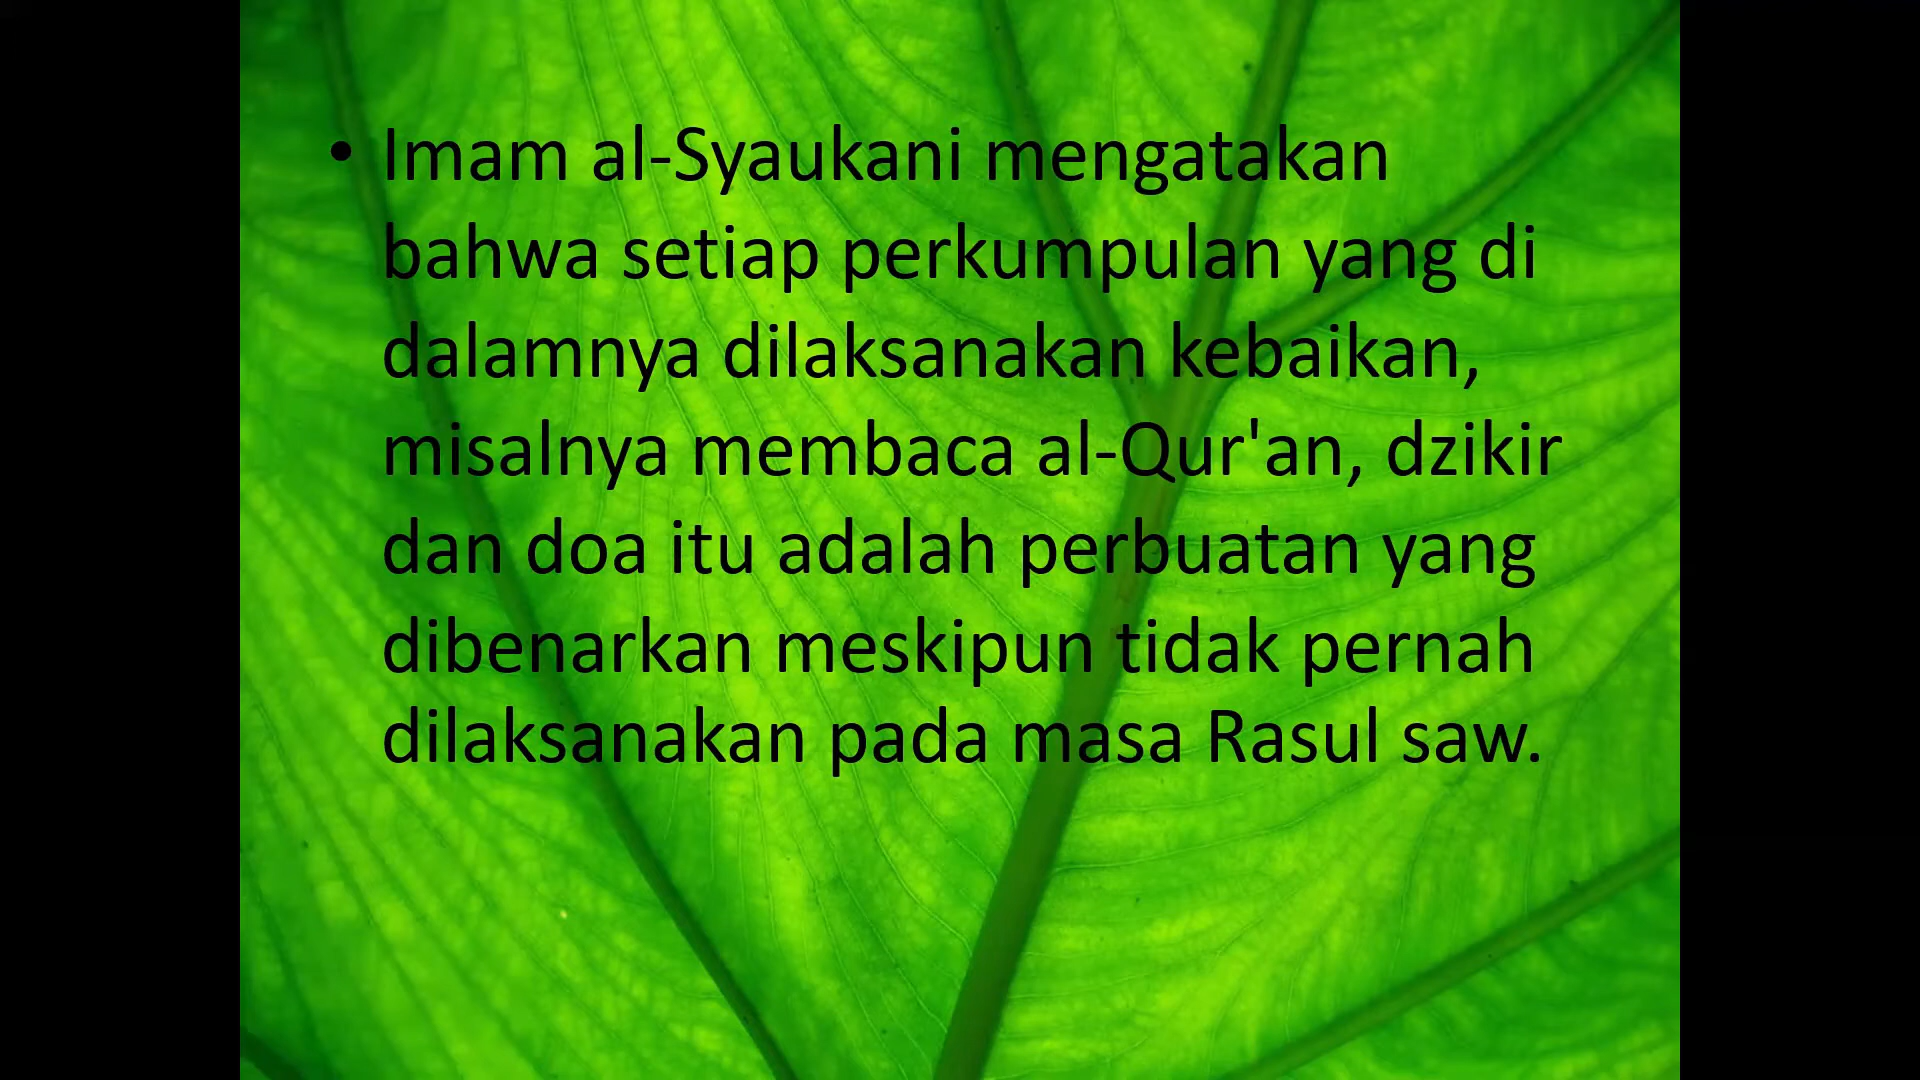 • Imam al-Syaukani mengatakan
bahwa setiap perkumpulan yang di
dalamnya dilaksanakan kebaikan,
misalnya membaca al-Qur'an, dzikir
dan doa itu adalah perbuatan yang
dibenarkan meskipun tidak pernah
dilaksanakan pada masa Rasul saw.